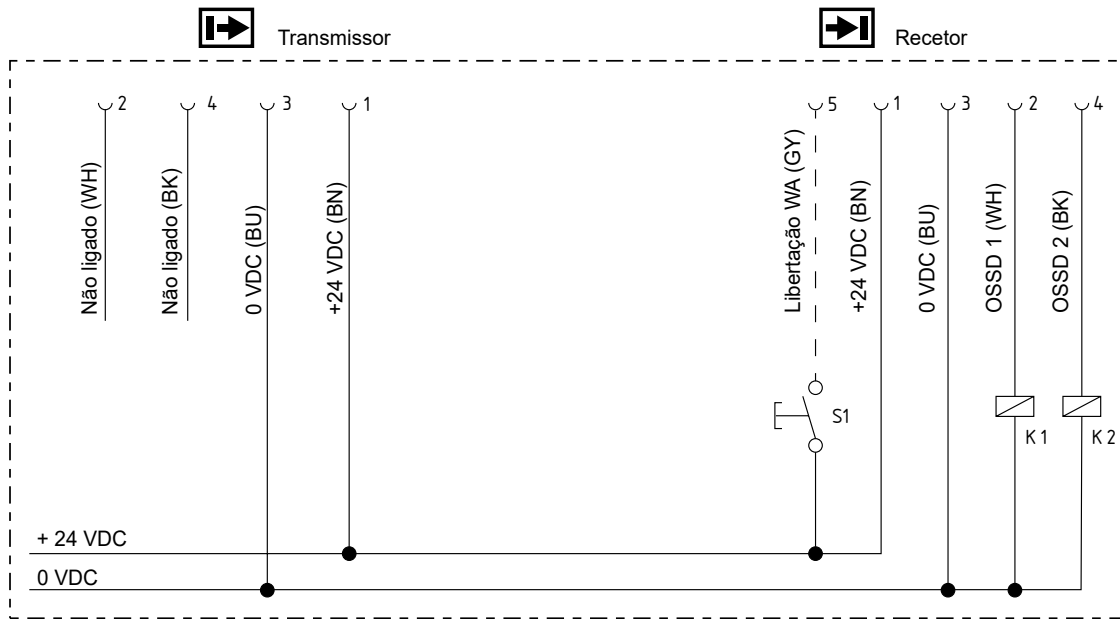 Transmissor
Recetor
2
4
3
1
5
1
3
2
4
Não ligado (WH)
Não ligado (BK)
0 VDC (BU)
+24 VDC (BN)
Libertação WA (GY)
+24 VDC (BN)
0 VDC (BU)
OSSD 1 (WH)
OSSD 2 (BK)
S1
K 1
K 2
+ 24 VDC
0 VDC